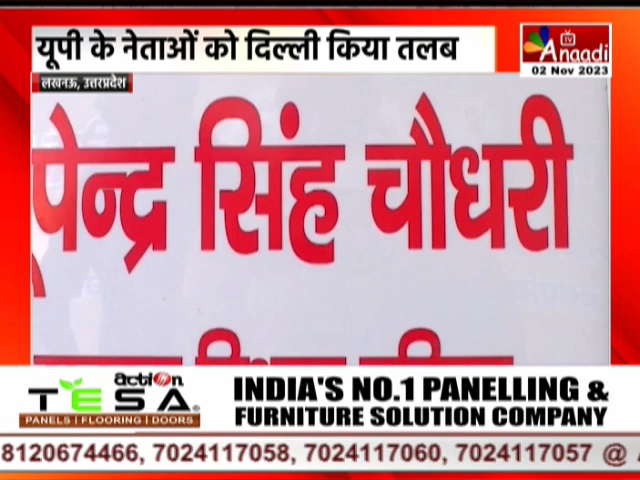 यूपी के नेताओं को दिल्ली किया तलब
TV
Anaadi
02 Nov 2023
लखनऊ, उत्तरप्रदेश
पेन्द्र सिंह चौधरी
action
TESA
PANELS | FLOORING | DOORS
INDIA'S NO.1 PANELLING &
FURNITURE SOLUTION COMPANY
8120674466, 7024117058, 7024117060, 7024117057 @